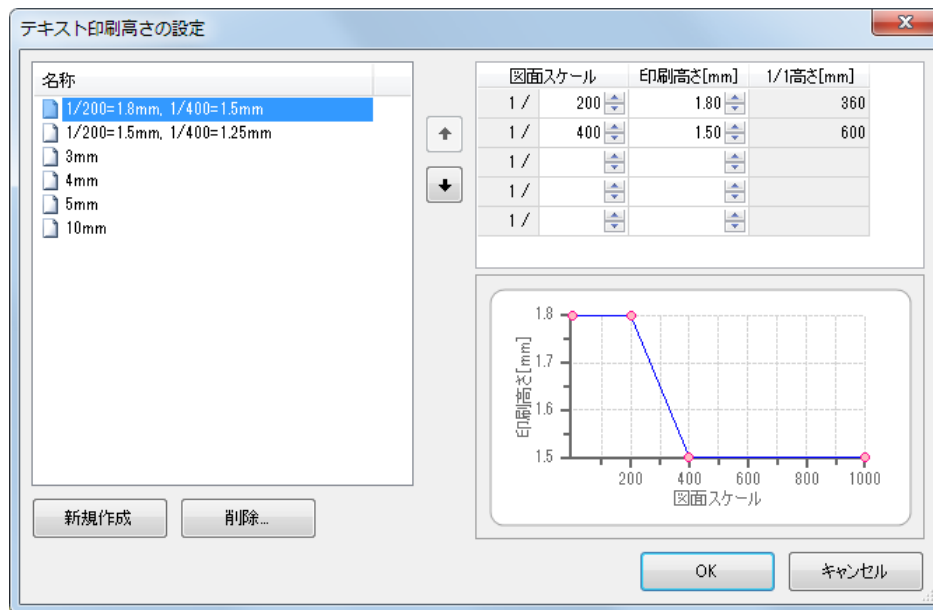 テキスト印刷高さの設定
名称
1/200=1.8mm, 1/400=1.5mm
1/200=1.5mm, 1/400=1.25mm
3mm
4mm
5mm
10mm
新規作成
削除...
図面スケール 印刷高さ[mm] 1/1高さ[mm]
1 / 200 1.80 360
1 / 400 1.50 600
1 /
1 /
1 /
印刷高さ[mm]
1.8
1.7
1.6
1.5
200 400 600 800 1000
図面スケール
OK キャンセル